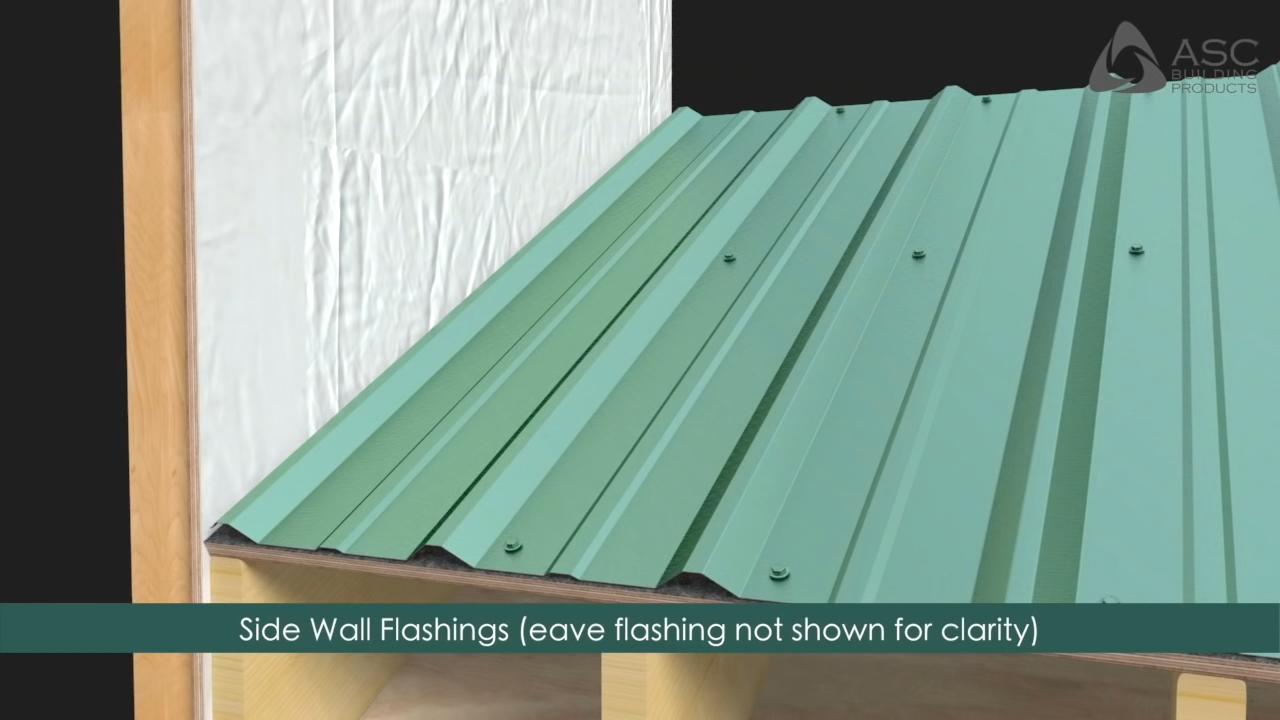 ASC
BUILDING
PRODUCTS
Side Wall Flashings (eave flashing not shown for clarity)